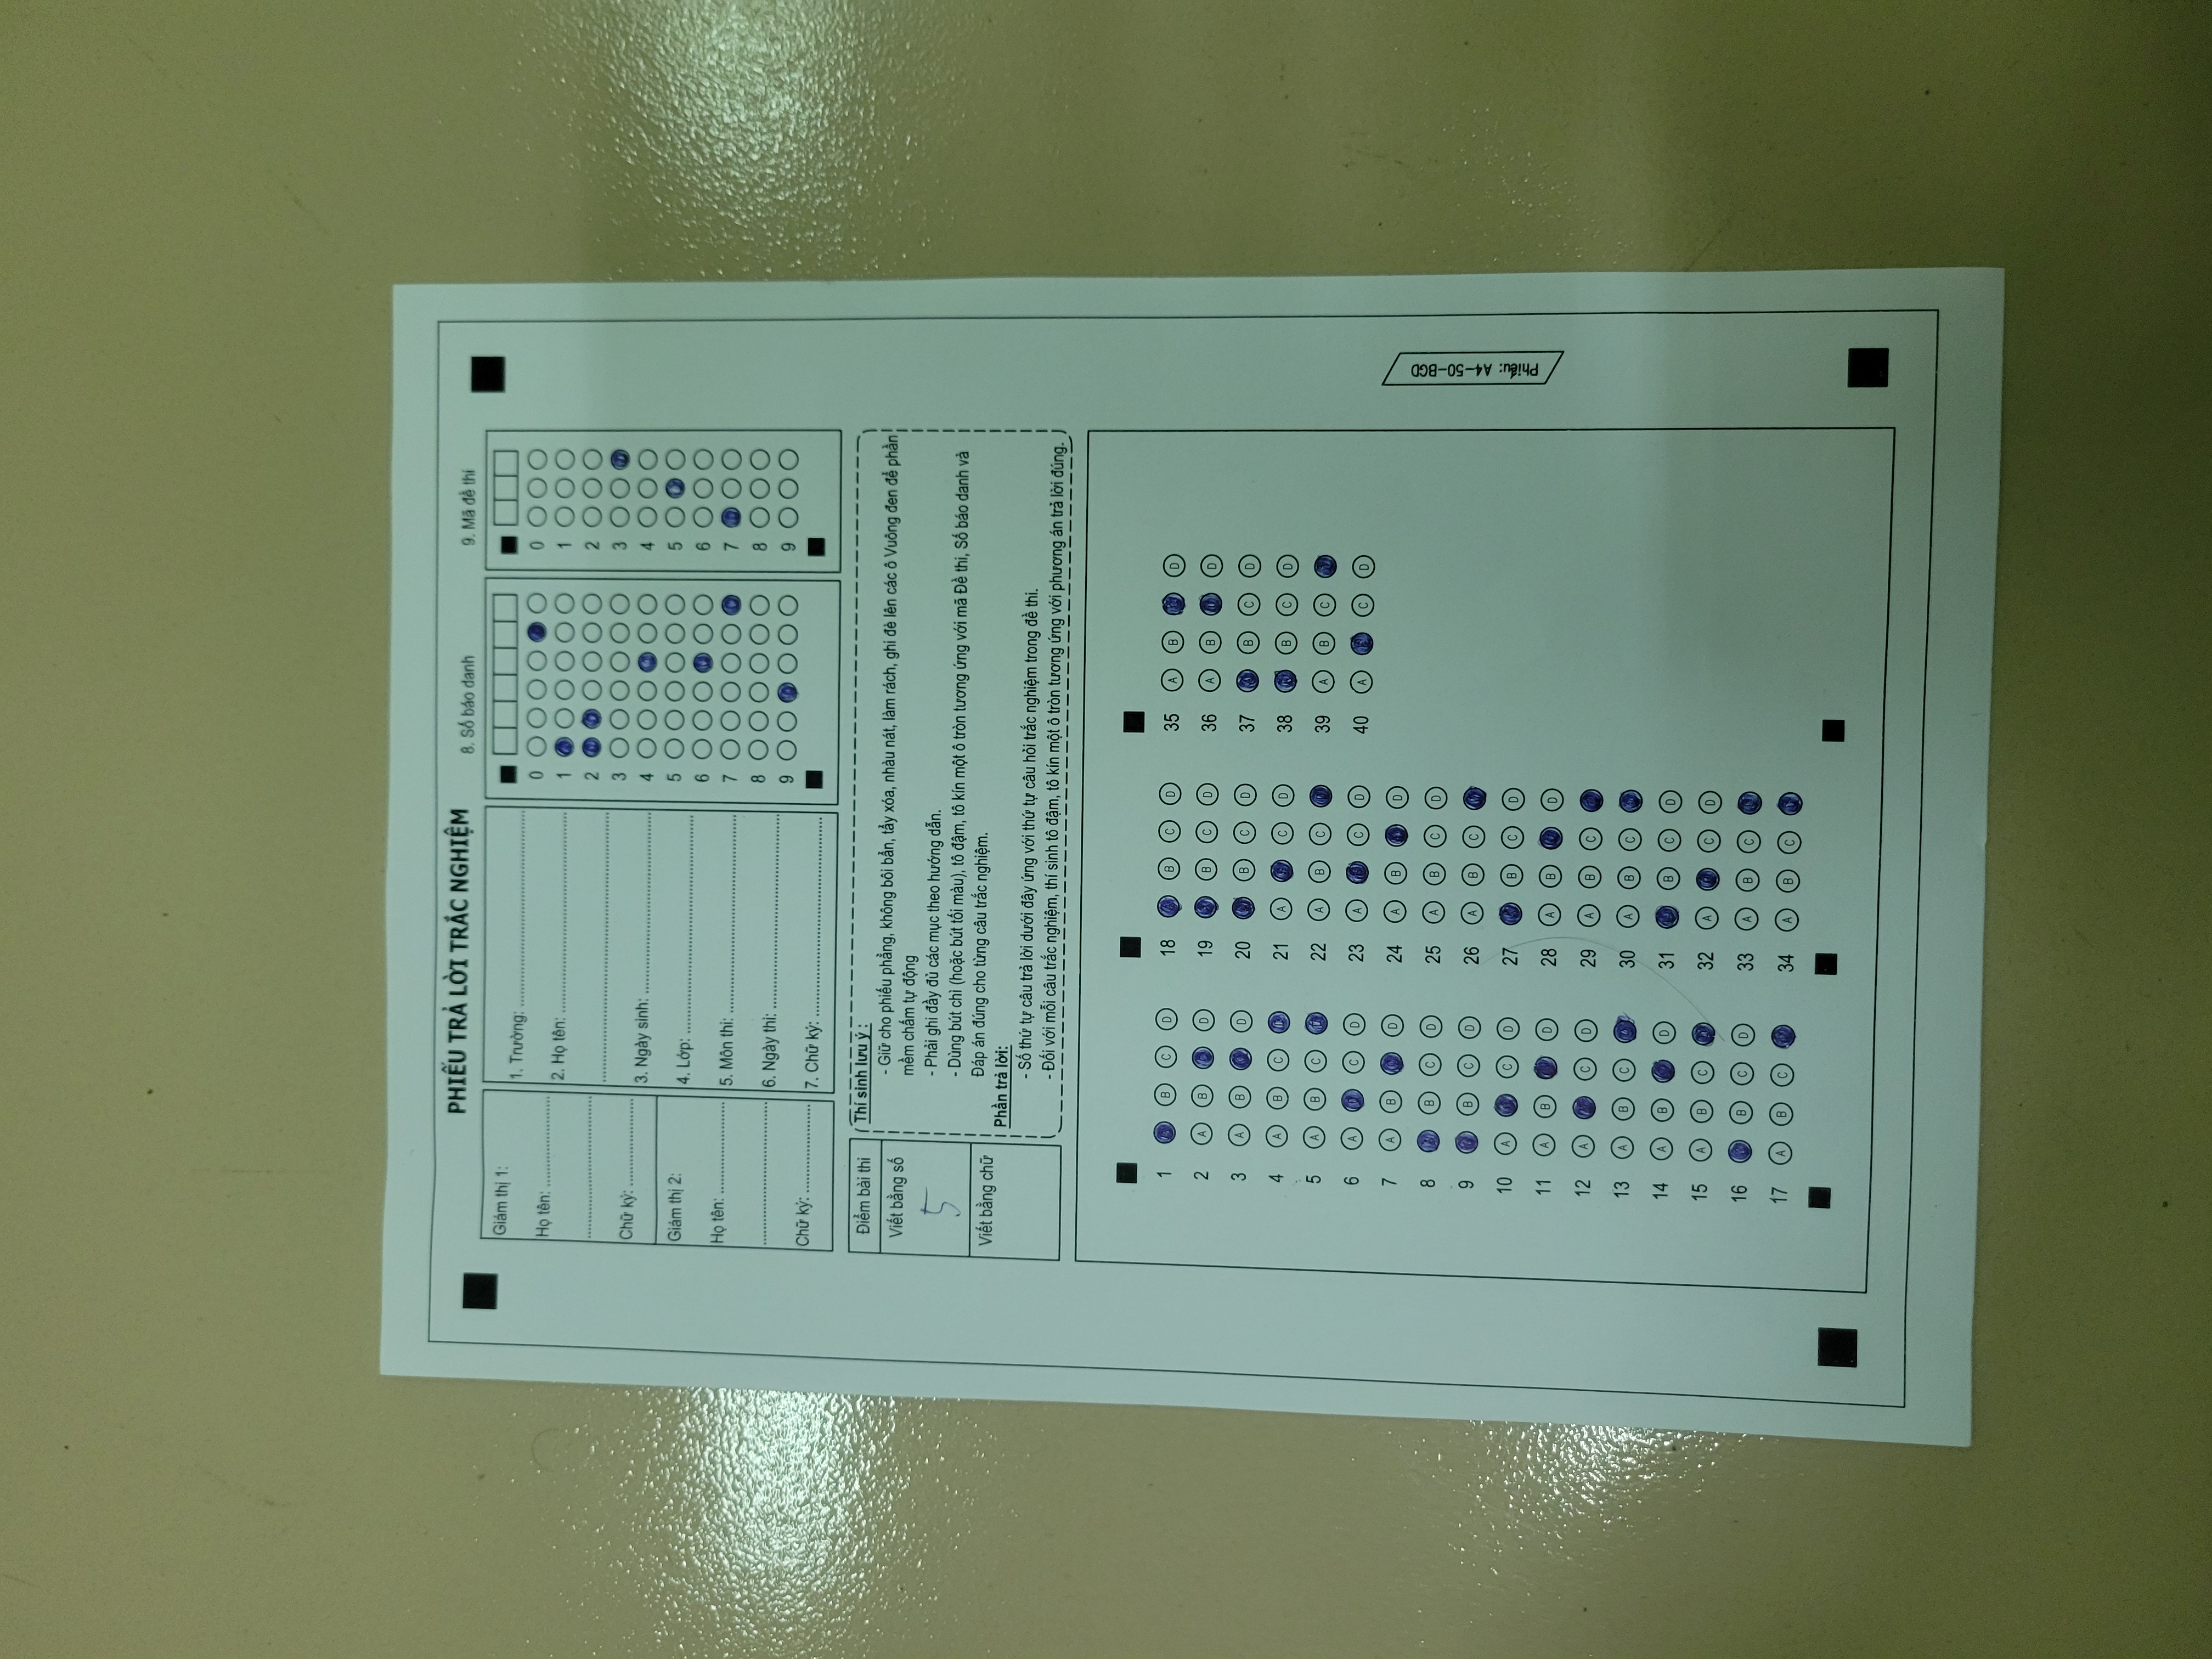 PHIẾU TRẢ LỜI TRẮC NGHIỆM
Giám thị 1:
Họ tên: ....................
....................
Chữ ký: ....................
Giám thị 2:
Họ tên: ....................
....................
Chữ ký: ....................
1. Trường: ....................
2. Họ tên: ....................
....................
3. Ngày sinh: ....................
4. Lớp: ....................
5. Môn thi: ....................
6. Ngày thi: ....................
7. Chữ ký: ....................
8. Số báo danh
0
1
2
3
4
5
6
7
8
9
9. Mã đề thi
0
1
2
3
4
5
6
7
8
9
Điểm bài thi
Viết bằng số
5
Viết bằng chữ
Thí sinh lưu ý :
- Giữ cho phiếu phẳng, không bôi bẩn, tẩy xóa, nhàu nát, làm rách, ghi đè lên các ô Vuông đen để phần
mềm chấm tự động
- Phải ghi đầy đủ các mục theo hướng dẫn.
- Dùng bút chì (hoặc bút tối màu), tô đậm, tô kín một ô tròn tương ứng với mã Đề thi, Số báo danh và
Đáp án đúng cho từng câu trắc nghiệm.
Phần trả lời:
- Số thứ tự câu trả lời dưới đây ứng với thứ tự câu hỏi trắc nghiệm trong đề thi.
- Đối với mỗi câu trắc nghiệm, thí sinh tô đậm, tô kín một ô tròn tương ứng với phương án trả lời đúng.
1 B C D
2 A B D
3 A B D
4 A B C
5 A B C
6 A C D
7 A B D
8 B C D
9 B C D
10 A C D
11 A B D
12 A C D
13 A B C
14 A B D
15 A B C
16 B C D
17 A B C
18 B C D
19 B C D
20 B C D
21 A C D
22 A B C
23 A C D
24 A B D
25 A B C D
26 A B C
27 B C D
28 A B D
29 A B C
30 A B C
31 B C D
32 A C D
33 A B C
34 A B C
35 A B D
36 A B D
37 B C D
38 B C D
39 A B C
40 A C D
Phiếu: A4-50-BGD